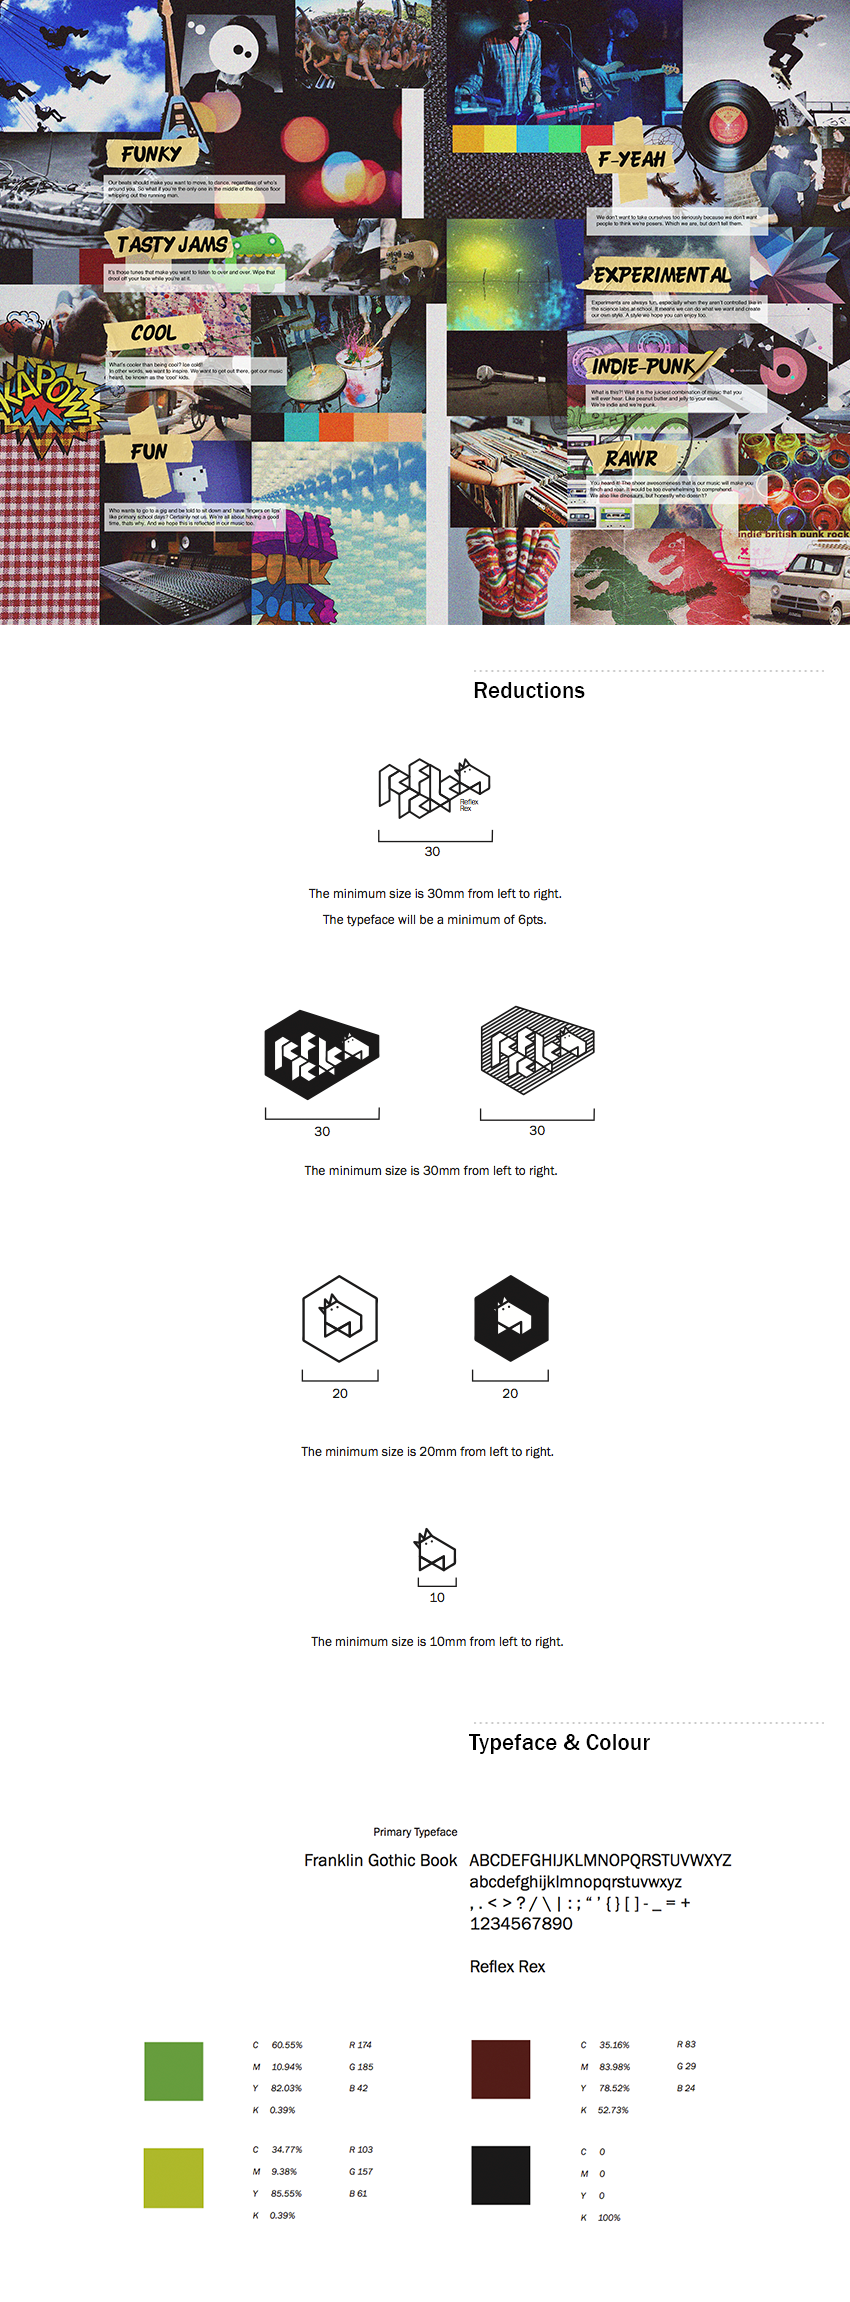 FUNKY
Our beats should make you want to move, to dance, regardless of who's
around you. So what if you're the only one in the middle of the dance floor
whipping out the running man.
TASTY JAMS
It's those tunes that make you want to listen to over and over. Wipe that
drool off your face while you're at it.
COOL
What's cooler than being cool? Ice cold!
In other words, we want to inspire. We want to get out there, get our music
heard, be known as the 'cool' kids.
KAPOW!
FUN
Who wants to go to a gig and be told to sit down and have 'fingers on lips'
like primary school days? Certainly not us. We're all about having a good
time, thats why. And we hope this is reflected in our music too.
INDIE
PUNK
ROCK &
F-YEAH
We don't want to take ourselves too seriously because we don't want
people to think we're posers. Which we are, but don't tell them.
EXPERIMENTAL
Experiments are always fun, especially when they aren't controlled like in
the science labs at school. It means we can do what we want and create
our own style. A style we hope you can enjoy too.
INDIE-PUNK
What is this?! Well it is the juiciest combination of music that you
will ever hear. Like peanut butter and jelly to your ears.
We're indie and we're punk.
RAWR
You heard it! The sheer awesomeness that is our music will make you
flinch and roar. It would be too overwhelming to comprehend.
We also like dinosaurs, but honestly who doesn't?
indie british punk rock
Reductions
Reflex
Rex
30
The minimum size is 30mm from left to right.
The typeface will be a minimum of 6pts.
30
30
The minimum size is 30mm from left to right.
20
20
The minimum size is 20mm from left to right.
10
The minimum size is 10mm from left to right.
Typeface & Colour
Primary Typeface
Franklin Gothic Book
ABCDEFGHIJKLMNOPQRSTUVWXYZ
abcdefghijklmnopqrstuvwxyz
, . < > ? / \ | : ; “ ’ { } [ ] - _ = +
1234567890
Reflex Rex
C 60.55% R 174
M 10.94% G 185
Y 82.03% B 42
K 0.39%
C 35.16% R 83
M 83.98% G 29
Y 78.52% B 24
K 52.73%
C 34.77% R 103
M 9.38% G 157
Y 85.55% B 61
K 0.39%
C 0
M 0
Y 0
K 100%